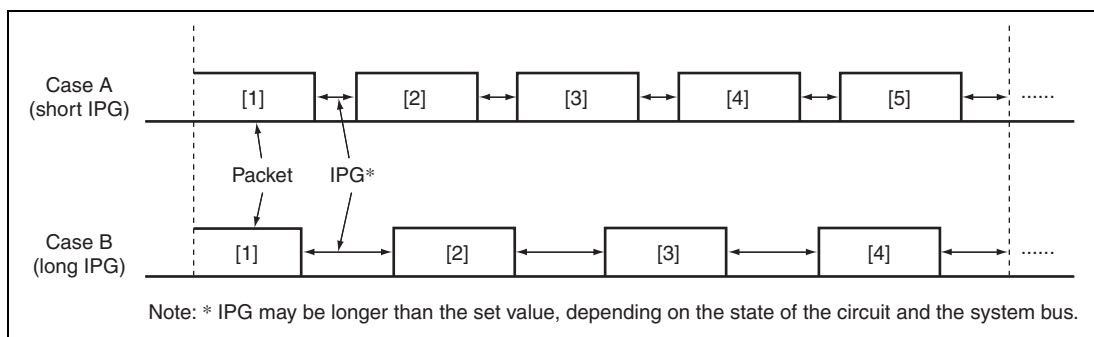 Case A
(short IPG)
[1] [2] [3] [4] [5] ......
Packet IPG*
Case B
(long IPG)
[1] [2] [3] [4] ......
Note: * IPG may be longer than the set value, depending on the state of the circuit and the system bus.